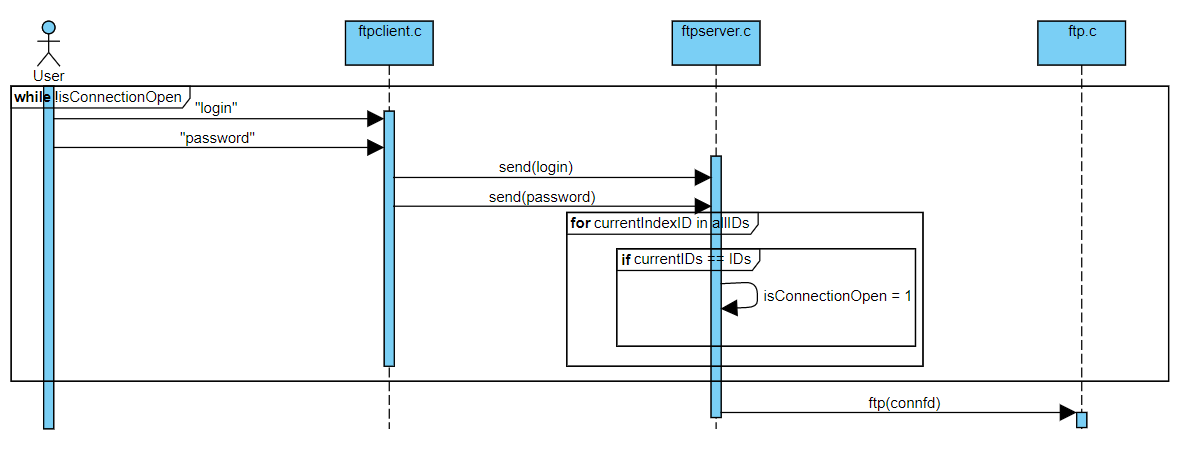 ftpclient.c
ftpserver.c
ftp.c
User
while !isConnectionOpen
"login"
"password"
send(login)
send(password)
for currentIndexID in allIDs
if currentIDs == IDs
isConnectionOpen = 1
ftp(connfd)